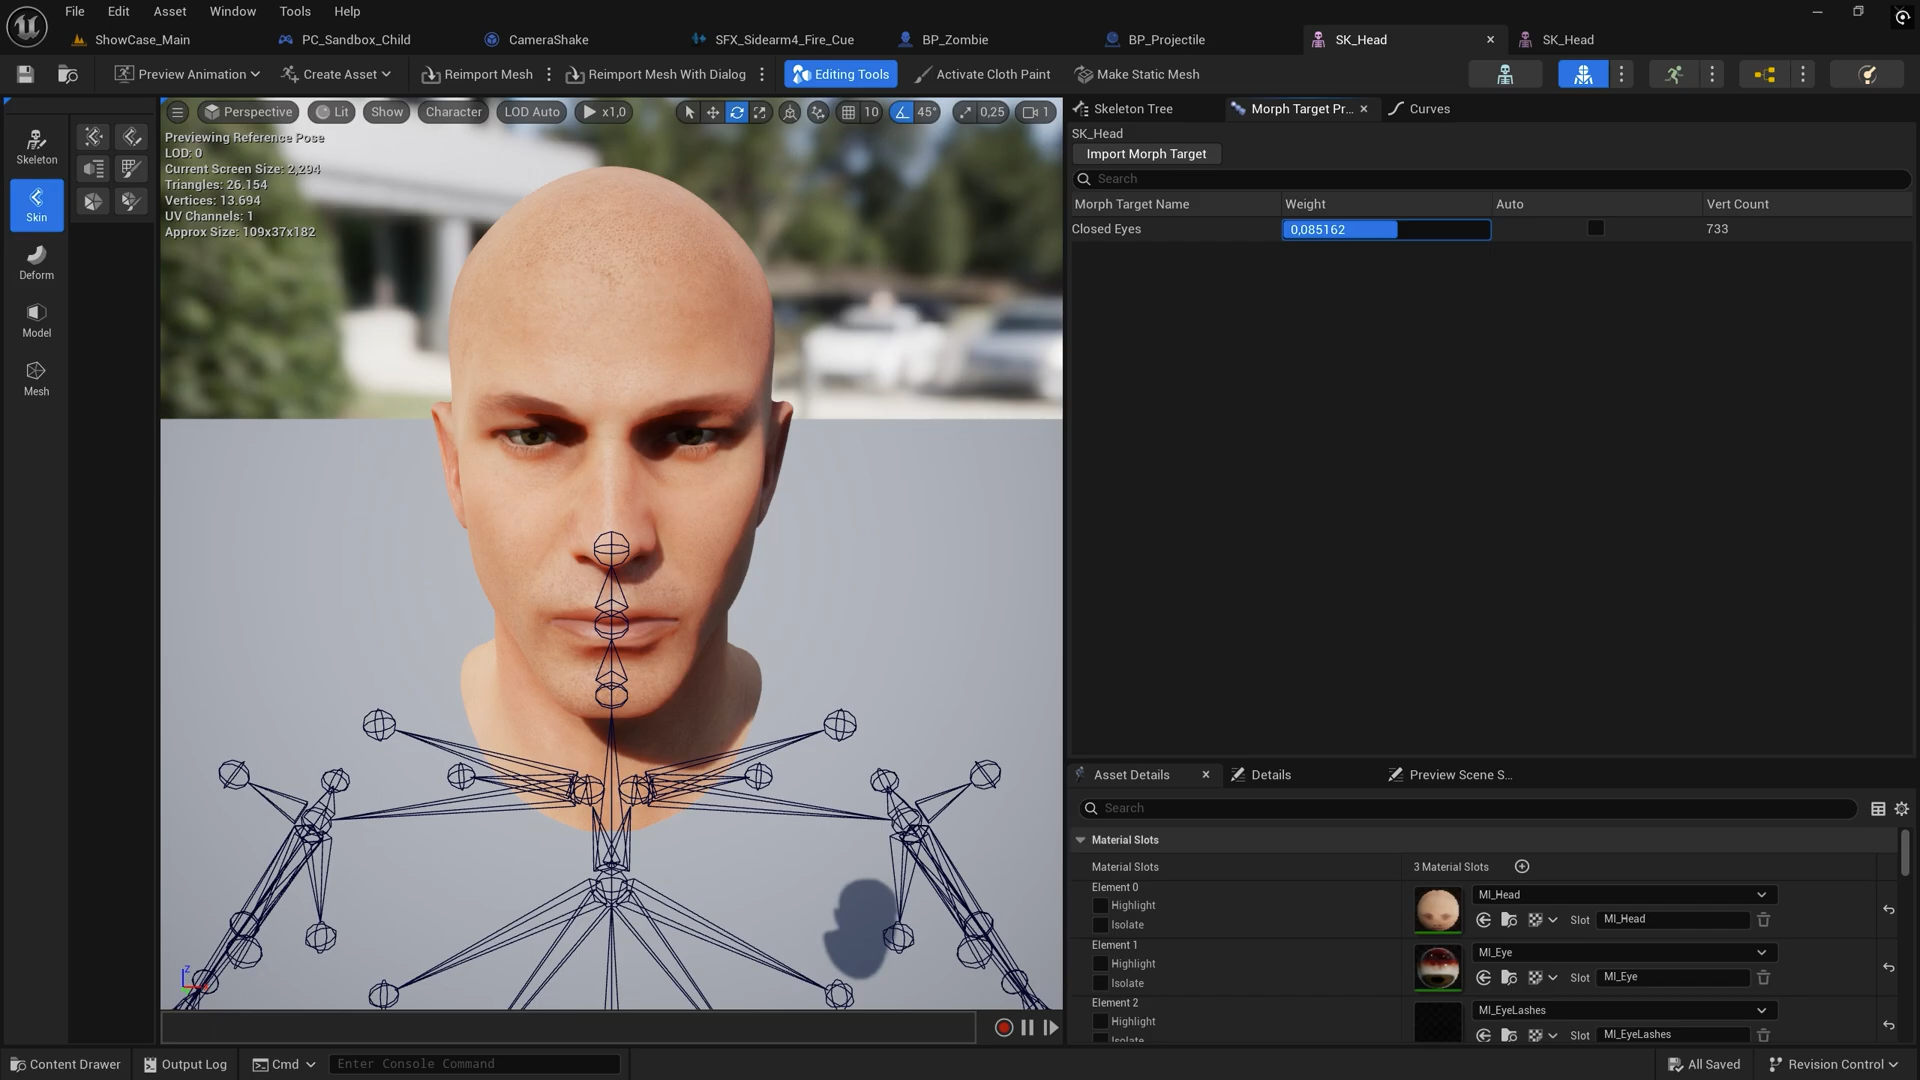 File Edit Asset Window Tools Help
ShowCase_Main PC_Sandbox_Child CameraShake SFX_Sidearm4_Fire_Cue BP_Zombie BP_Projectile SK_Head SK_Head
Preview Animation Create Asset Reimport Mesh Reimport Mesh With Dialog Editing Tools Activate Cloth Paint Make Static Mesh
Perspective Lit Show Character LOD Auto x1,0 10 45° 0,25 1
Skeleton Tree Morph Target Pr... Curves
Previewing Reference Pose
LOD: 0
Current Screen Size: 2,294
Triangles: 26.154
Vertices: 13.694
UV Channels: 1
Approx Size: 109x37x182
Skeleton
Skin
Deform
Model
Mesh
SK_Head
Import Morph Target
Search
Morph Target Name Weight Auto Vert Count
Closed Eyes 0,085162 733
Z
Asset Details Details Preview Scene S...
Search
Material Slots
Material Slots 3 Material Slots
Element 0
Highlight
Isolate
MI_Head
Slot MI_Head
Element 1
Highlight
Isolate
MI_Eye
Slot MI_Eye
Element 2
Highlight
Isolate
MI_EyeLashes
Slot MI_EyeLashes
Content Drawer Output Log Cmd Enter Console Command All Saved Revision Control